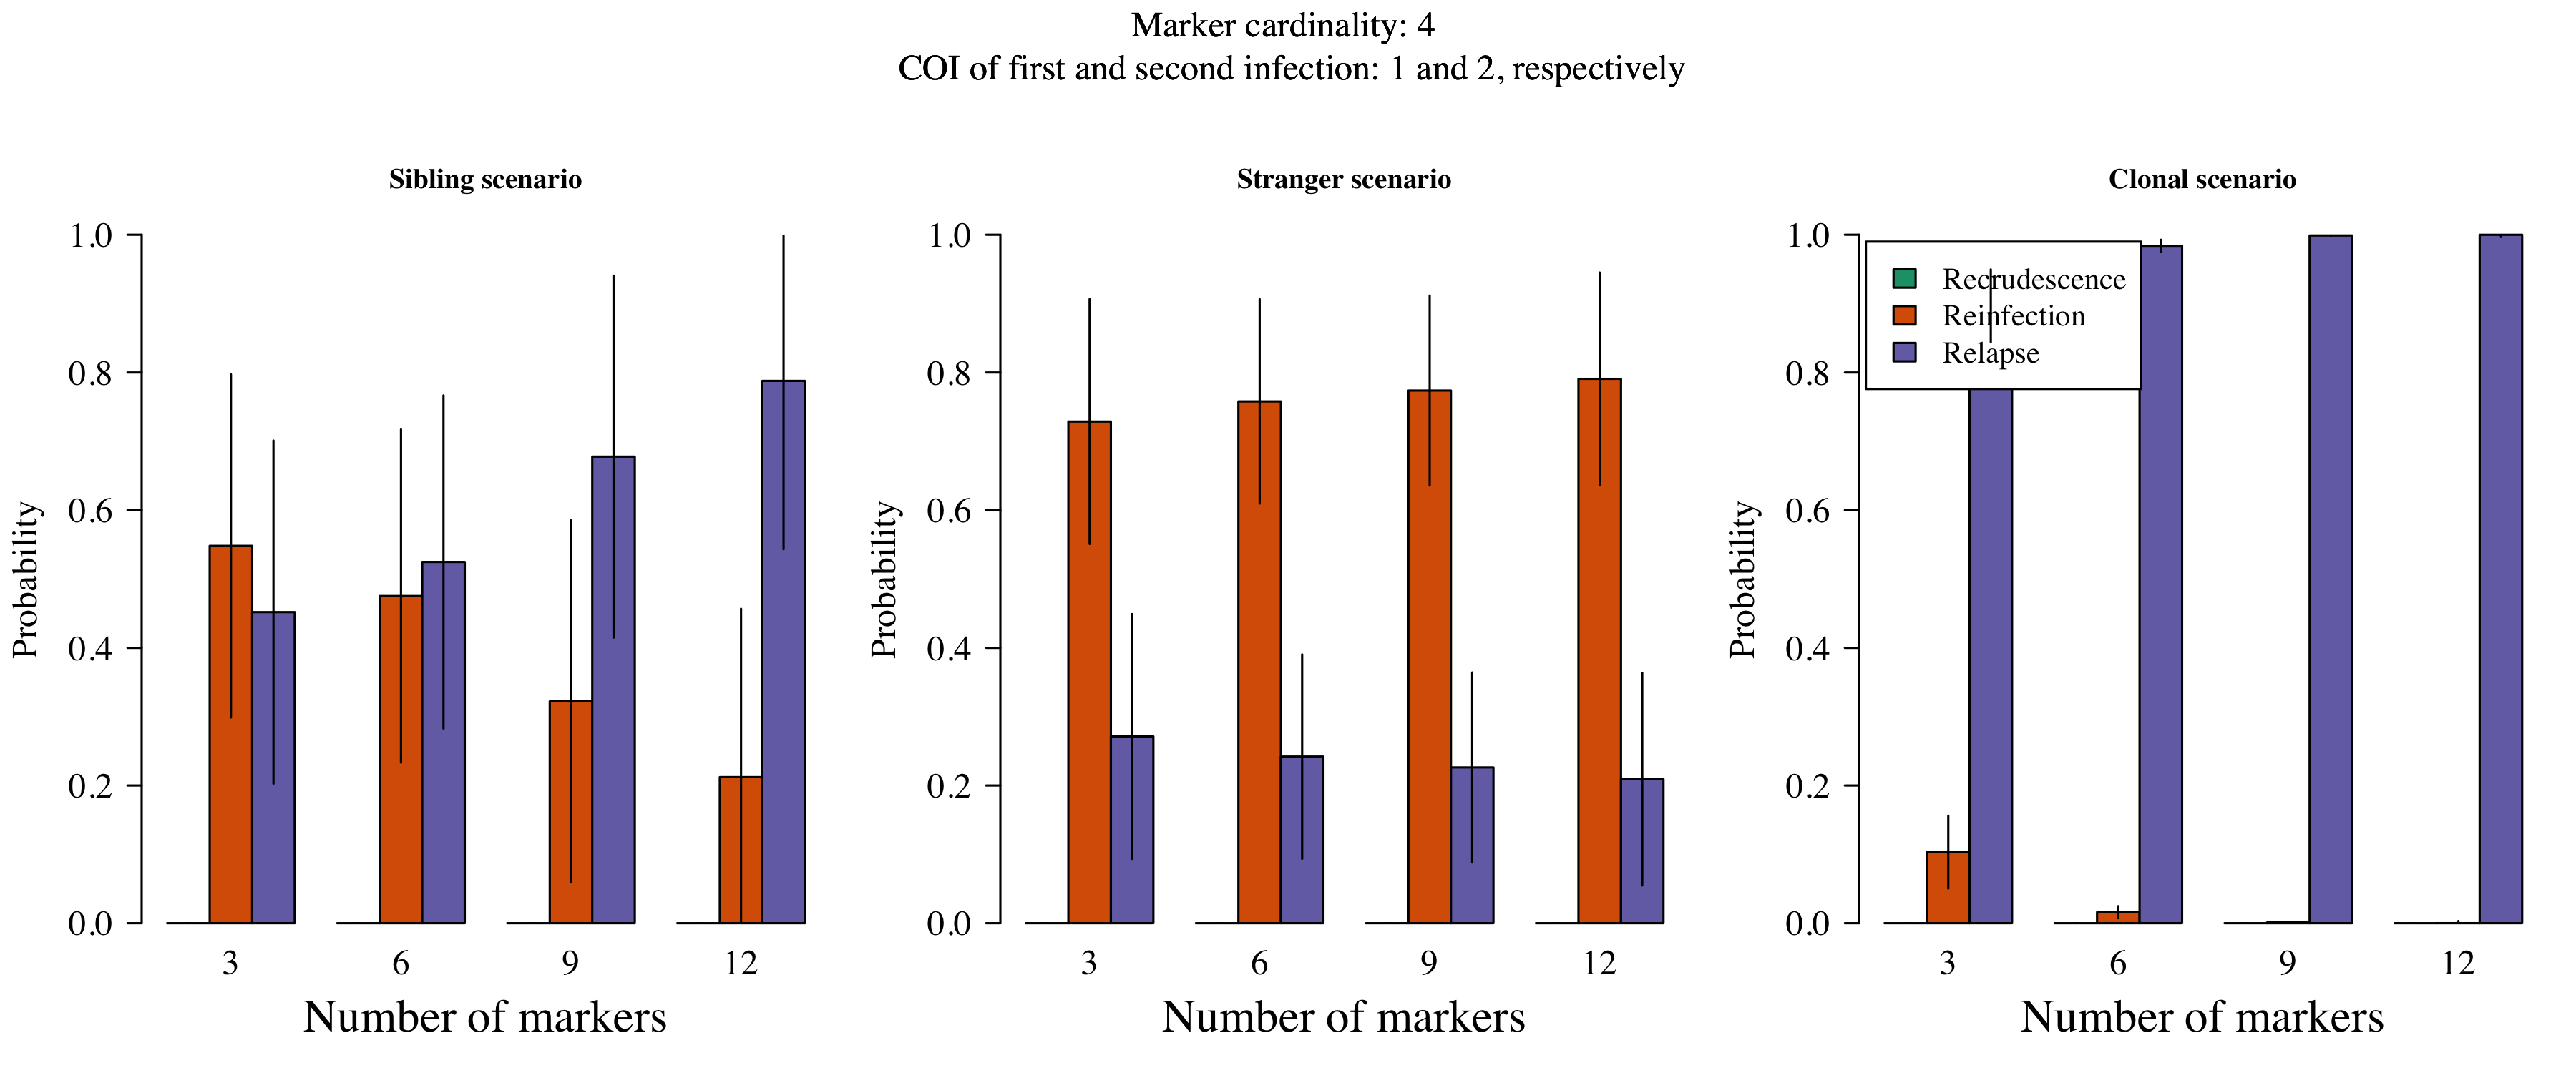 Marker cardinality: 4
COI of first and second infection: 1 and 2, respectively
Sibling scenario
Probability
1.0
0.8
0.6
0.4
0.2
0.0
3 6 9 12
Number of markers
Stranger scenario
Probability
1.0
0.8
0.6
0.4
0.2
0.0
3 6 9 12
Number of markers
Clonal scenario
Probability
1.0
0.8
0.6
0.4
0.2
0.0
Recrudescence
Reinfection
Relapse
3 6 9 12
Number of markers